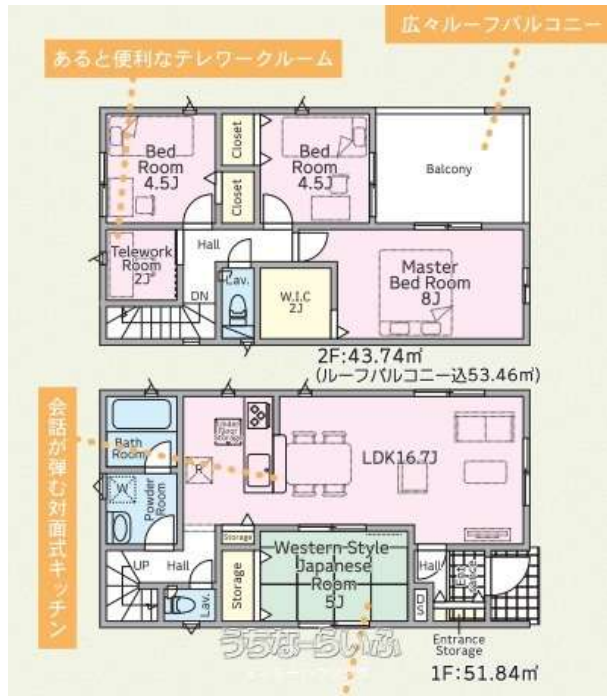 広々ルーフバルコニー
あると便利なテレワークルーム
Bed
Room
4.5J
Closet
Closet
Bed
Room
4.5J
Balcony
Telework
Room
2J
Hall
DN
Lav.
W.I.C
2J
Master
Bed Room
8J
2F:43.74㎡
(ルーフバルコニー込53.46㎡)
会話が弾む対面式キッチン
Bath
Room
Under
Floor
Storage
R
LDK16.7J
W
Powder
Room
Storage
UP
Hall
Lav.
Storage
Western Style
Japanese
Room
5J
Hall
Entrance
DS
Entrance
Storage
うちなーらいふ
1F:51.84㎡